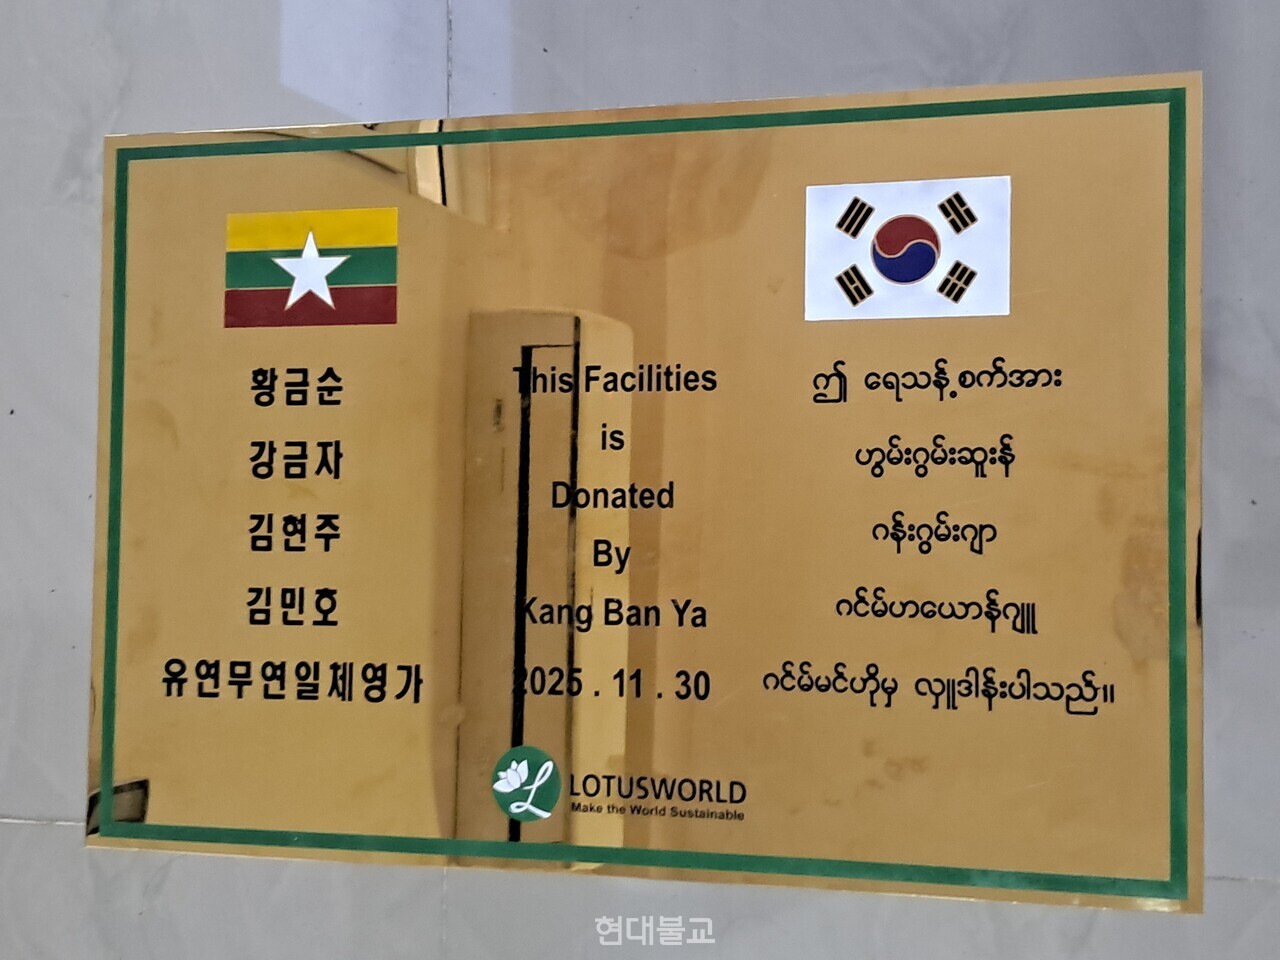 황금순
강금자
김현주
김민호
유연무연일체영가
This Facilities
is
Donated
By
Kang Ban Ya
2025 . 11 . 30
ဤ ရေသန့်စက်အား
ဟွမ်းဂွမ်းဆူးန်
ဂန်းဂွမ်းဂျာ
ဂင်မ်ဟယောန်ဂျူ
ဂင်မ်မင်ဟိုမှ လှူဒါန်းပါသည်။
LOTUSWORLD
Make the World Sustainable
현대불교